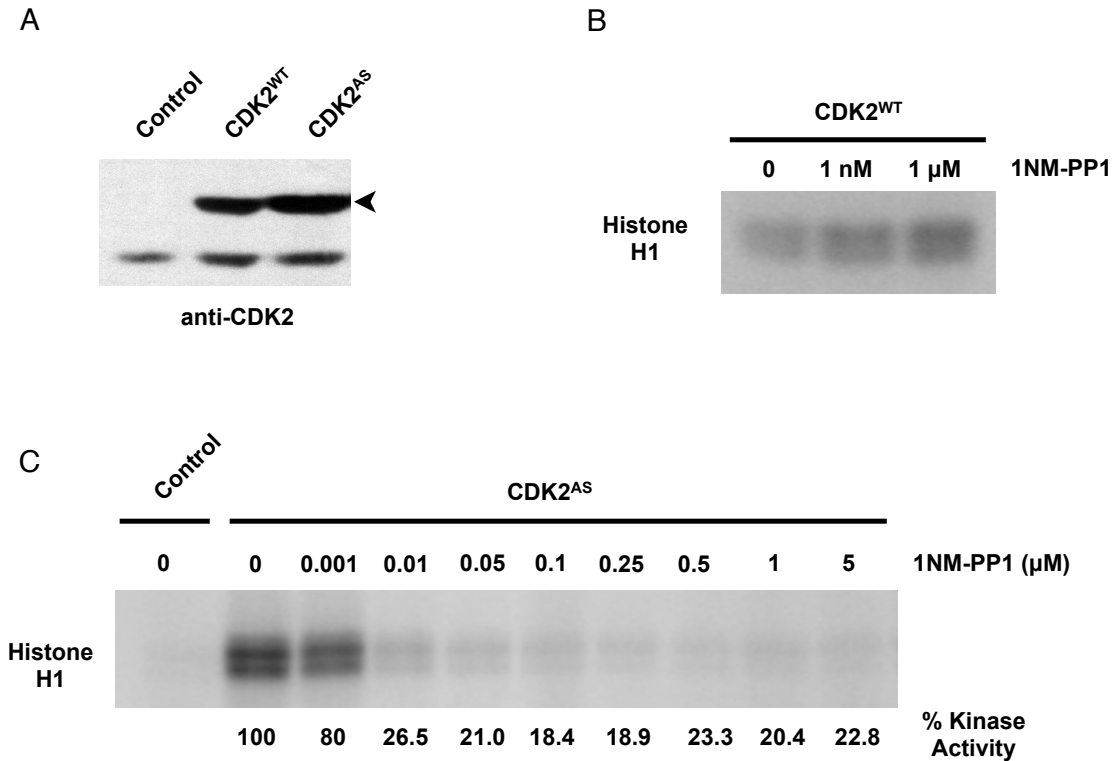 A
Control
CDK2WT
CDK2AS
anti-CDK2
B
CDK2WT
0 1 nM 1 µM 1NM-PP1
Histone
H1
C
Control
CDK2AS
0 0 0.001 0.01 0.05 0.1 0.25 0.5 1 5 1NM-PP1 (µM)
Histone
H1
100 80 26.5 21.0 18.4 18.9 23.3 20.4 22.8
% Kinase
Activity